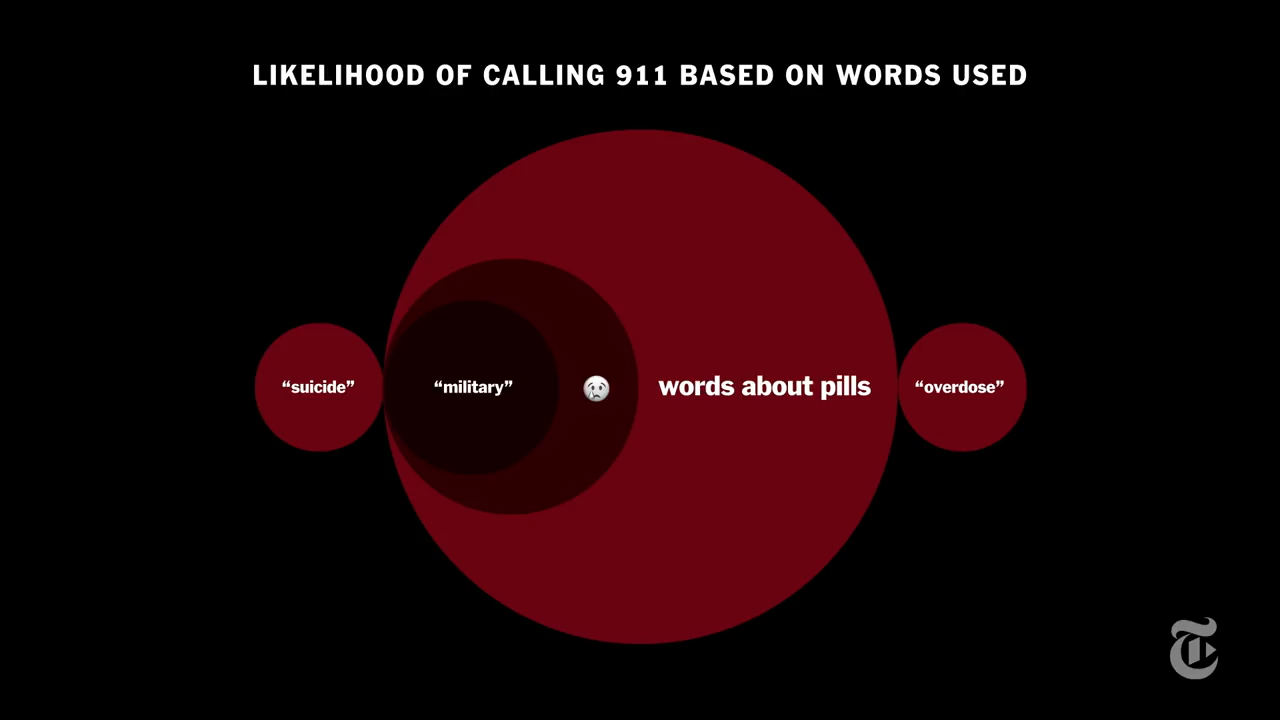 LIKELIHOOD OF CALLING 911 BASED ON WORDS USED
“suicide”
“military”
words about pills
“overdose”
T